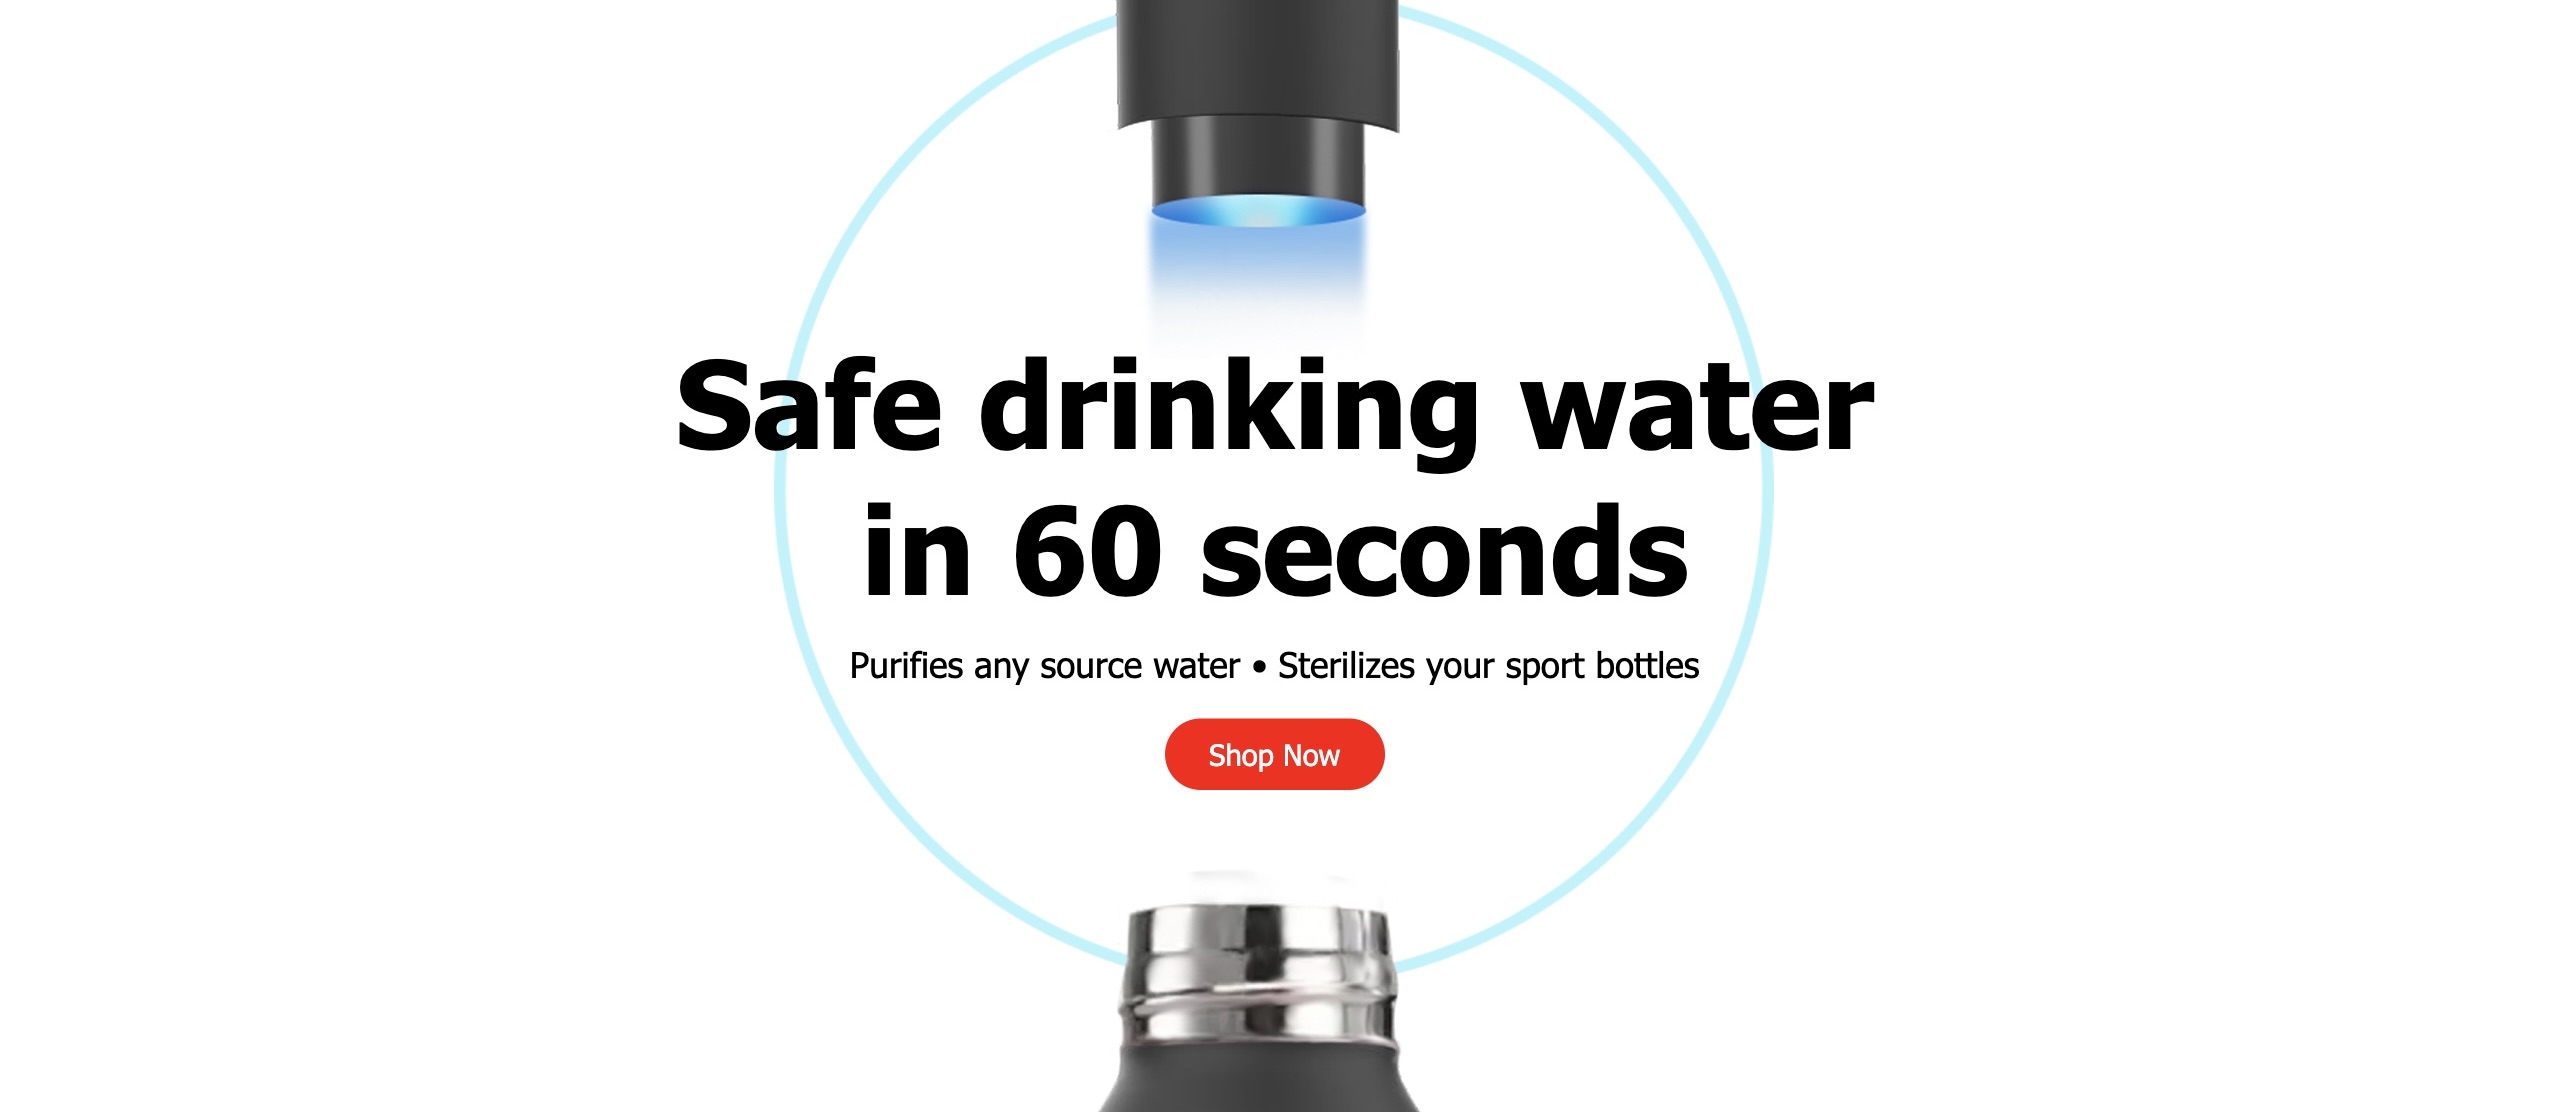 Safe drinking water
in 60 seconds
Purifies any source water • Sterilizes your sport bottles
Shop Now